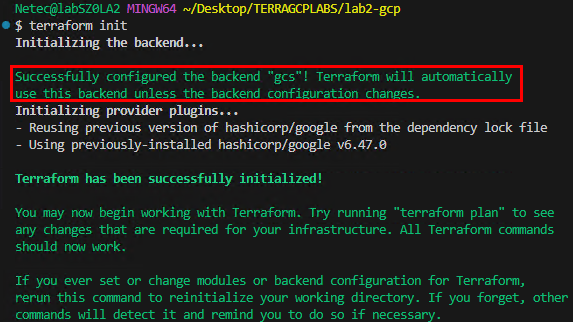 Netec@labSZ0LA2 MINGW64 ~/Desktop/TERRAGCPLABS/lab2-gcp
$ terraform init
Initializing the backend...
Successfully configured the backend "gcs"! Terraform will automatically
use this backend unless the backend configuration changes.
Initializing provider plugins...
- Reusing previous version of hashicorp/google from the dependency lock file
- Using previously-installed hashicorp/google v6.47.0
Terraform has been successfully initialized!
You may now begin working with Terraform. Try running "terraform plan" to see
any changes that are required for your infrastructure. All Terraform commands
should now work.
If you ever set or change modules or backend configuration for Terraform,
rerun this command to reinitialize your working directory. If you forget, other
commands will detect it and remind you to do so if necessary.